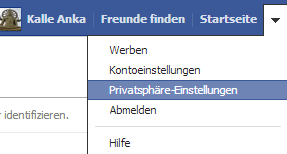 Kalle Anka Freunde finden Startseite
Werben
Kontoeinstellungen
Privatsphäre-Einstellungen
identifizieren.
Abmelden
Hilfe